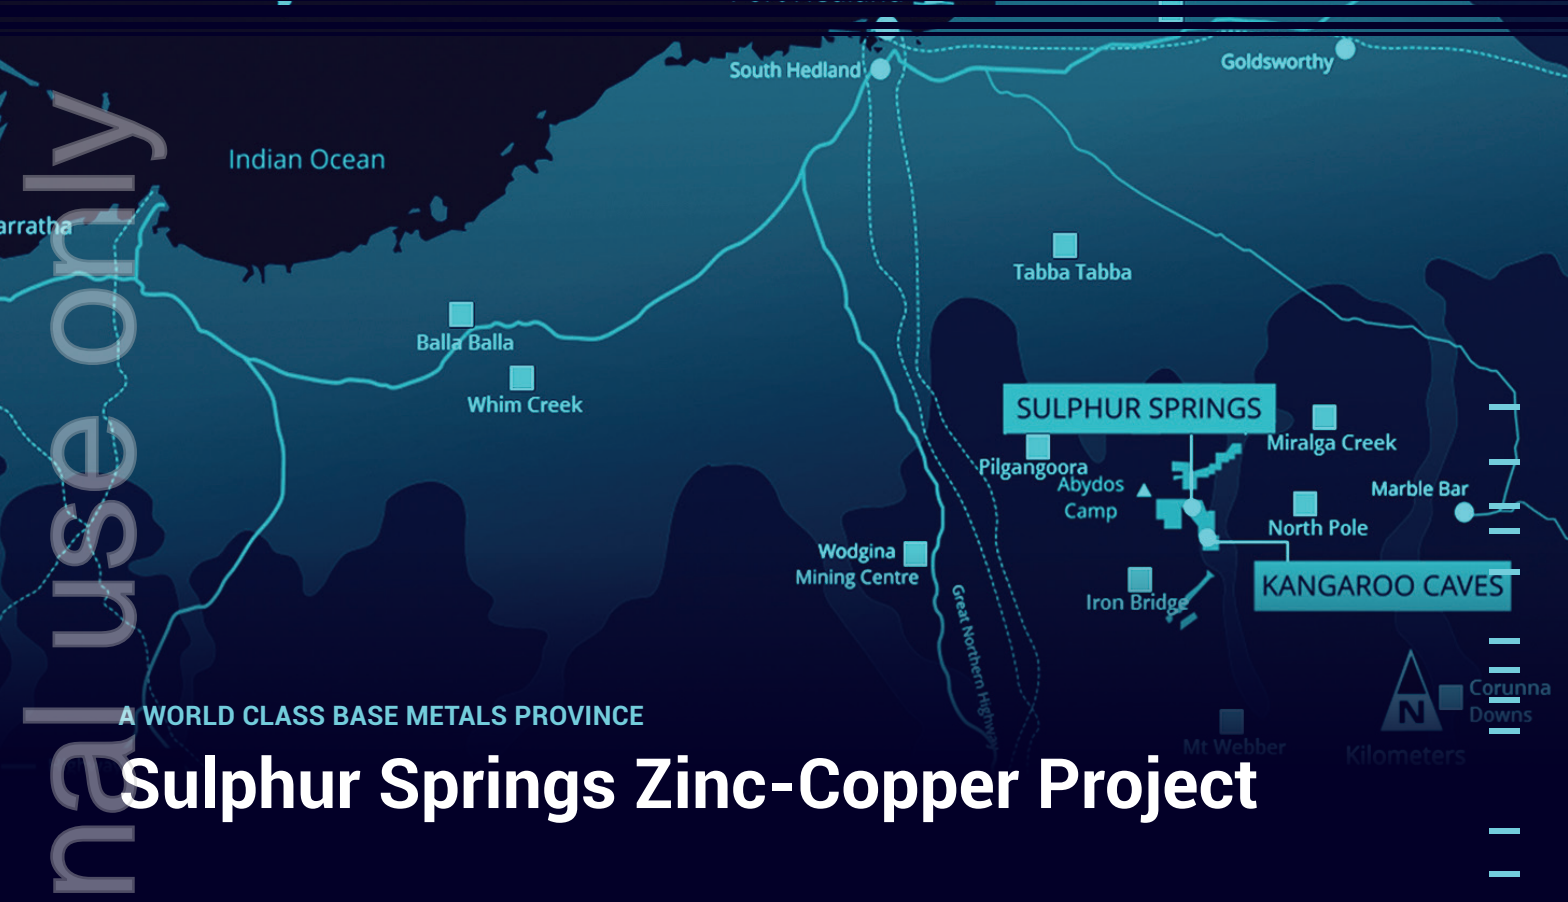 South Hedland
Goldsworthy
Indian Ocean
arratha
Tabba Tabba
Balla Balla
Whim Creek
SULPHUR SPRINGS
Pilgangoora
Miralga Creek
Abydos
Camp
Marble Bar
North Pole
Wodgina
Mining Centre
KANGAROO CAVES
Iron Bridge
Great Northern Highway
Corunna
Downs
N
Mt Webber
Kilometers
A WORLD CLASS BASE METALS PROVINCE
Sulphur Springs Zinc-Copper Project
nal use only